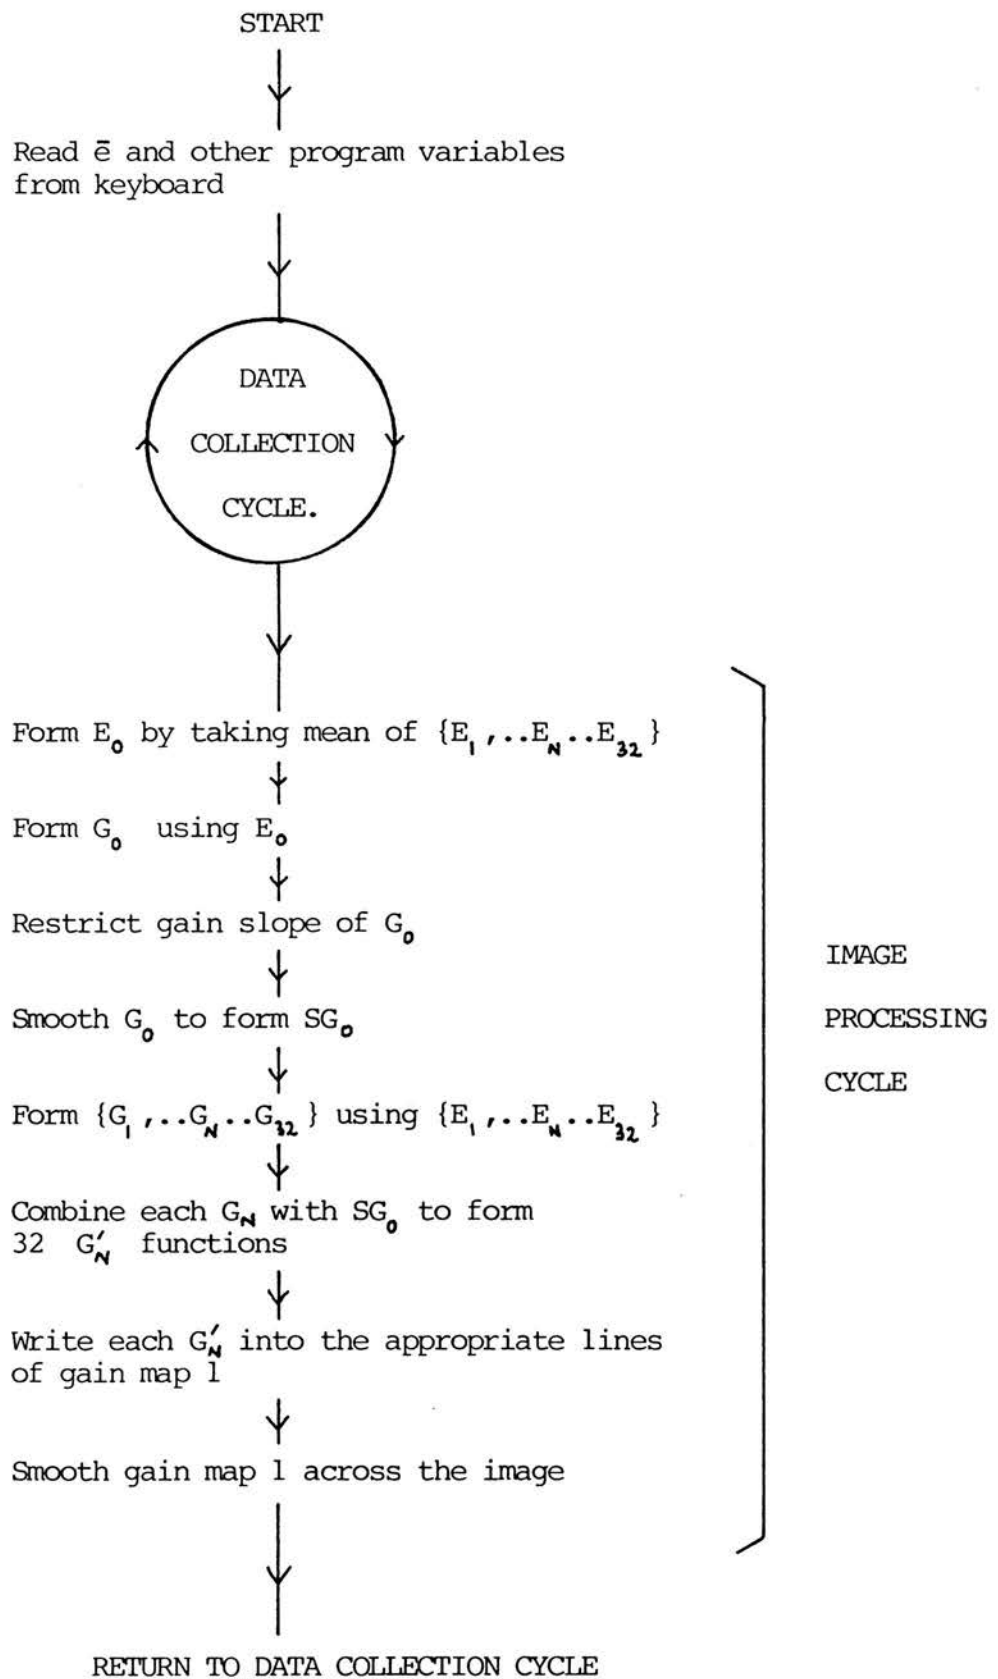 START
Read ē and other program variables
from keyboard
DATA
COLLECTION
CYCLE.
Form E₀ by taking mean of {E₁,..E_N..E₃₂}
Form G₀ using E₀
Restrict gain slope of G₀
Smooth G₀ to form SG₀
Form {G₁,..G_N..G₃₂} using {E₁,..E_N..E₃₂}
Combine each G_N with SG₀ to form
32 G′_N functions
Write each G′_N into the appropriate lines
of gain map 1
Smooth gain map 1 across the image
RETURN TO DATA COLLECTION CYCLE
IMAGE
PROCESSING
CYCLE